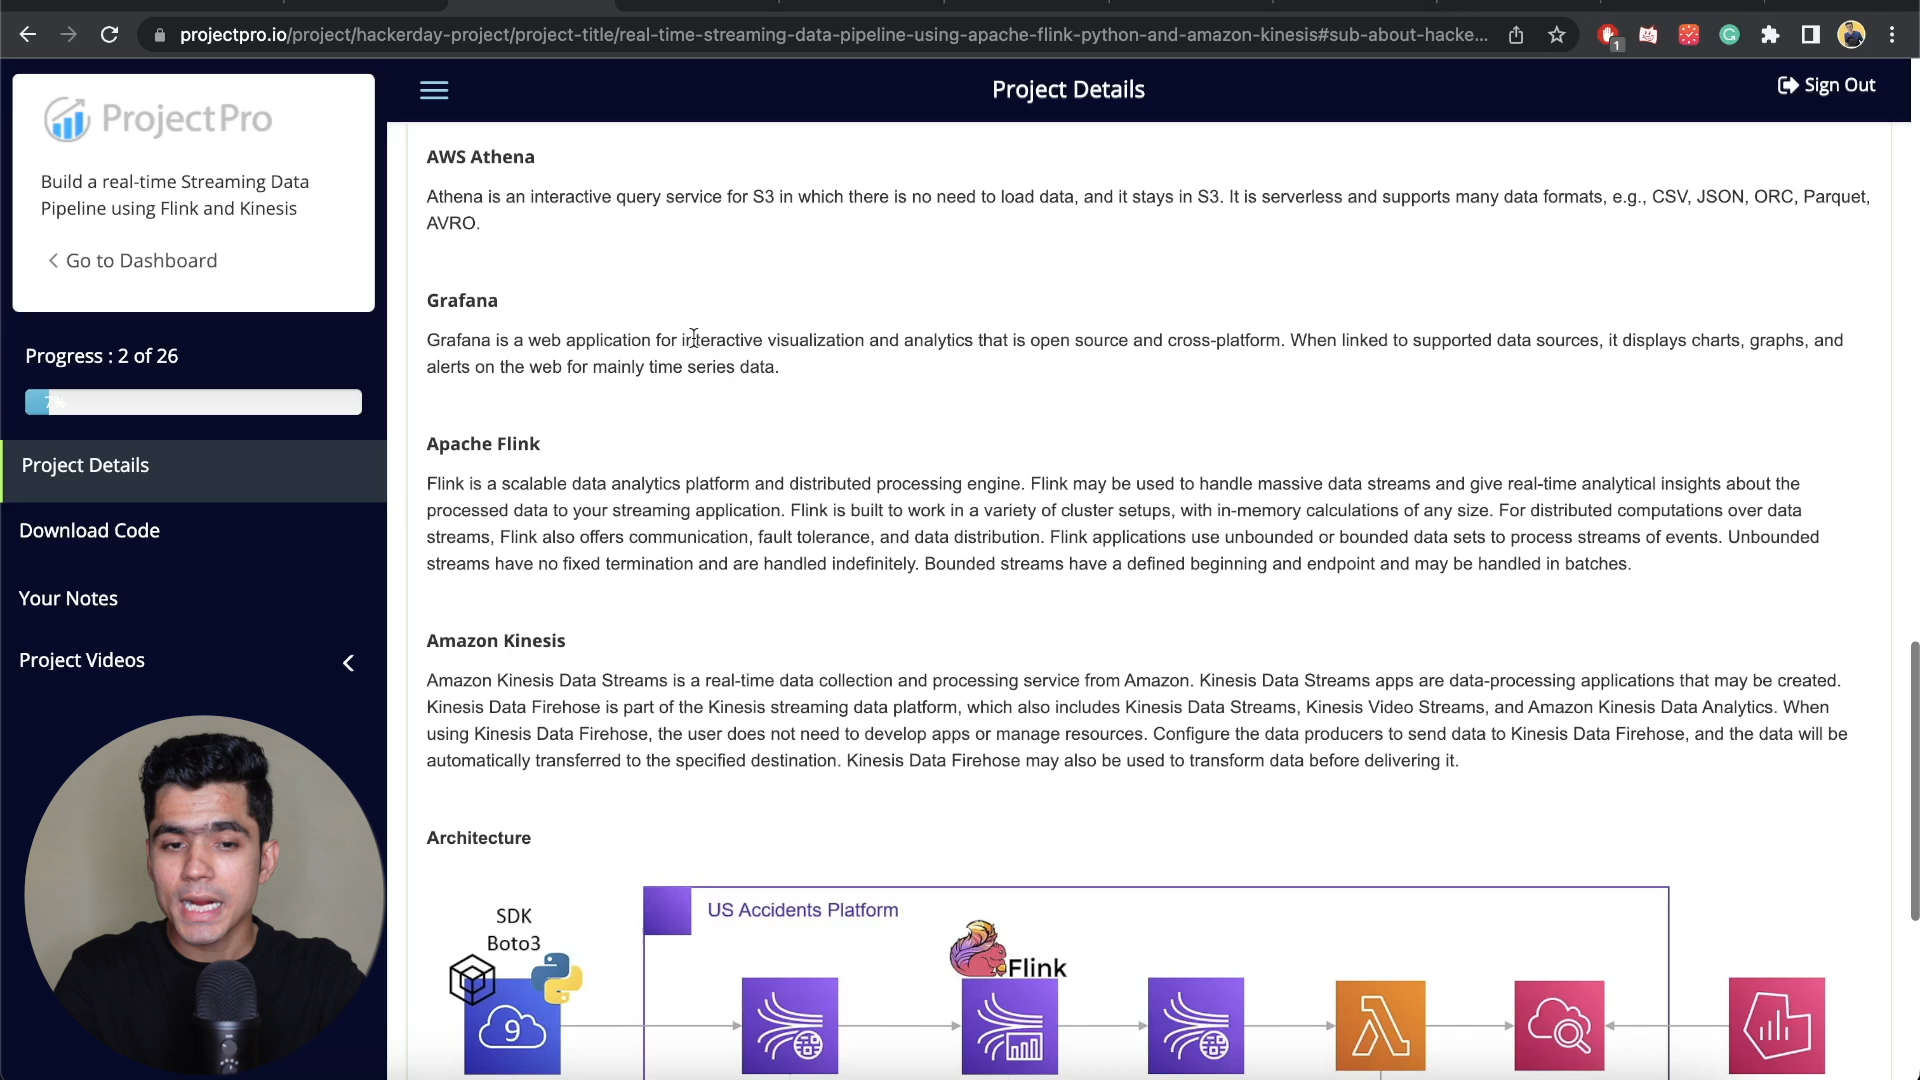 projectpro.io/project/hackerday-project/project-title/real-time-streaming-data-pipeline-using-apache-flink-python-and-amazon-kinesis#sub-about-hacke...
1
ProjectPro
Build a real-time Streaming Data
Pipeline using Flink and Kinesis
Go to Dashboard
Progress : 2 of 26
7%
Project Details
Download Code
Your Notes
Project Videos
Project Details
Sign Out
AWS Athena
Athena is an interactive query service for S3 in which there is no need to load data, and it stays in S3. It is serverless and supports many data formats, e.g., CSV, JSON, ORC, Parquet,
AVRO.
Grafana
Grafana is a web application for interactive visualization and analytics that is open source and cross-platform. When linked to supported data sources, it displays charts, graphs, and
alerts on the web for mainly time series data.
Apache Flink
Flink is a scalable data analytics platform and distributed processing engine. Flink may be used to handle massive data streams and give real-time analytical insights about the
processed data to your streaming application. Flink is built to work in a variety of cluster setups, with in-memory calculations of any size. For distributed computations over data
streams, Flink also offers communication, fault tolerance, and data distribution. Flink applications use unbounded or bounded data sets to process streams of events. Unbounded
streams have no fixed termination and are handled indefinitely. Bounded streams have a defined beginning and endpoint and may be handled in batches.
Amazon Kinesis
Amazon Kinesis Data Streams is a real-time data collection and processing service from Amazon. Kinesis Data Streams apps are data-processing applications that may be created.
Kinesis Data Firehose is part of the Kinesis streaming data platform, which also includes Kinesis Data Streams, Kinesis Video Streams, and Amazon Kinesis Data Analytics. When
using Kinesis Data Firehose, the user does not need to develop apps or manage resources. Configure the data producers to send data to Kinesis Data Firehose, and the data will be
automatically transferred to the specified destination. Kinesis Data Firehose may also be used to transform data before delivering it.
Architecture
SDK
Boto3
US Accidents Platform
Flink
9